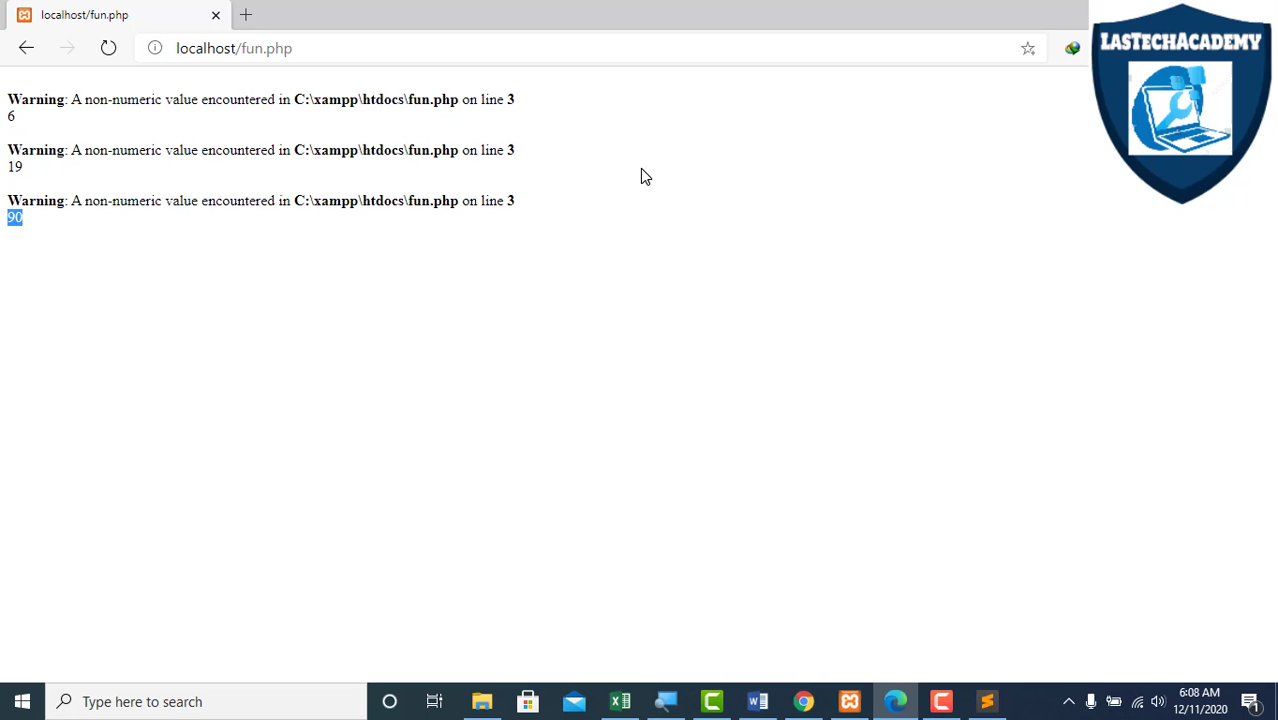 localhost/fun.php
localhost/fun.php
LASTECHACADEMY
Warning: A non-numeric value encountered in C:\xampp\htdocs\fun.php on line 3
6
Warning: A non-numeric value encountered in C:\xampp\htdocs\fun.php on line 3
19
Warning: A non-numeric value encountered in C:\xampp\htdocs\fun.php on line 3
90
Type here to search
6:08 AM
12/11/2020
1